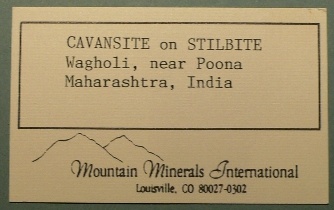 CAVANSITE on STILBITE
Wagholi, near Poona
Maharashtra, India
Mountain Minerals International
Louisville, CO 80027-0302